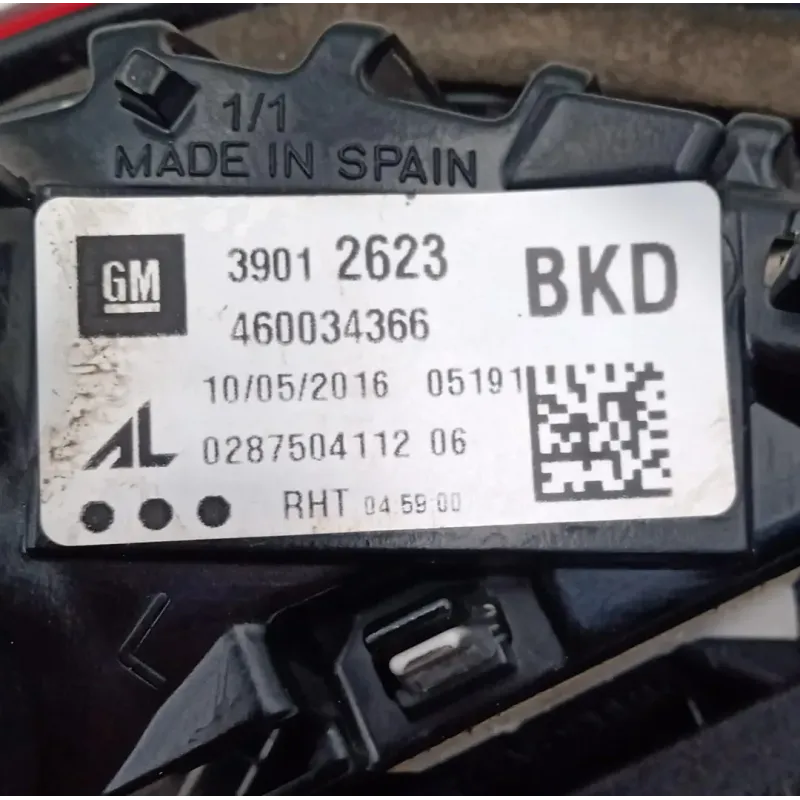 1/1
MADE IN SPAIN
GM 3901 2623 BKD
460034366
10/05/2016 05191
AL 0287504112 06
RHT 04:59:00